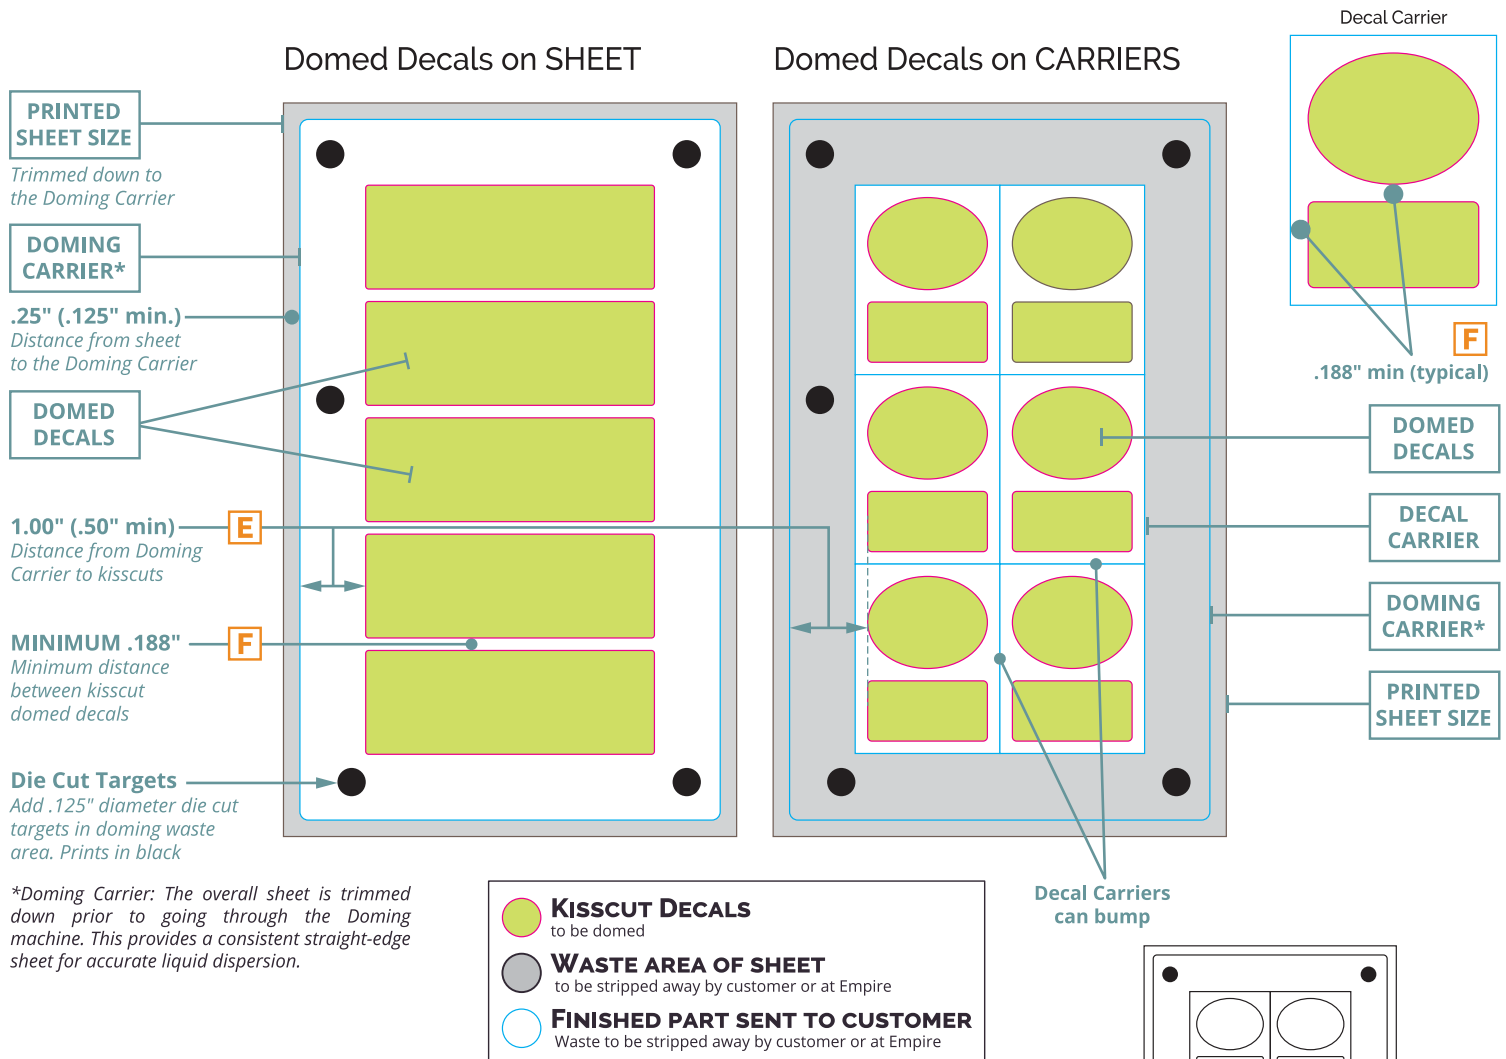 Decal Carrier
Domed Decals on SHEET
Domed Decals on CARRIERS
PRINTED
SHEET SIZE
Trimmed down to
the Doming Carrier
DOMING
CARRIER*
.25" (.125" min.)
Distance from sheet
to the Doming Carrier
DOMED
DECALS
1.00" (.50" min)
E
Distance from Doming
Carrier to kisscuts
MINIMUM .188"
F
Minimum distance
between kisscut
domed decals
Die Cut Targets
Add .125" diameter die cut
targets in doming waste
area. Prints in black
*Doming Carrier: The overall sheet is trimmed
down prior to going through the Doming
machine. This provides a consistent straight-edge
sheet for accurate liquid dispersion.
F
.188" min (typical)
DOMED
DECALS
DECAL
CARRIER
DOMING
CARRIER*
PRINTED
SHEET SIZE
Decal Carriers
can bump
KISSCUT DECALS
to be domed
WASTE AREA OF SHEET
to be stripped away by customer or at Empire
FINISHED PART SENT TO CUSTOMER
Waste to be stripped away by customer or at Empire